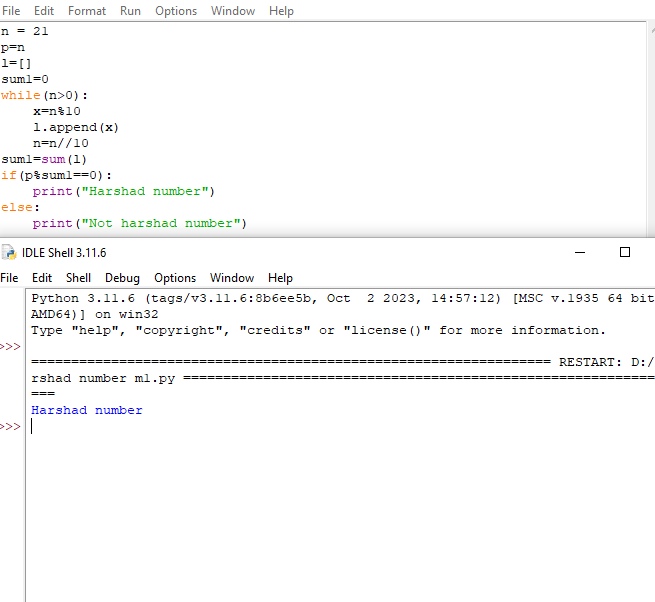 File Edit Format Run Options Window Help
n = 21
p=n
l=[]
sum1=0
while(n>0):
    x=n%10
    l.append(x)
    n=n//10
sum1=sum(l)
if(p%sum1==0):
    print("Harshad number")
else:
    print("Not harshad number")
IDLE Shell 3.11.6
File Edit Shell Debug Options Window Help
Python 3.11.6 (tags/v3.11.6:8b6ee5b, Oct  2 2023, 14:57:12) [MSC v.1935 64 bit
AMD64)] on win32
Type "help", "copyright", "credits" or "license()" for more information.
>>>
================================================================= RESTART: D:/
rshad number m1.py ===========================================================
===
Harshad number
>>>